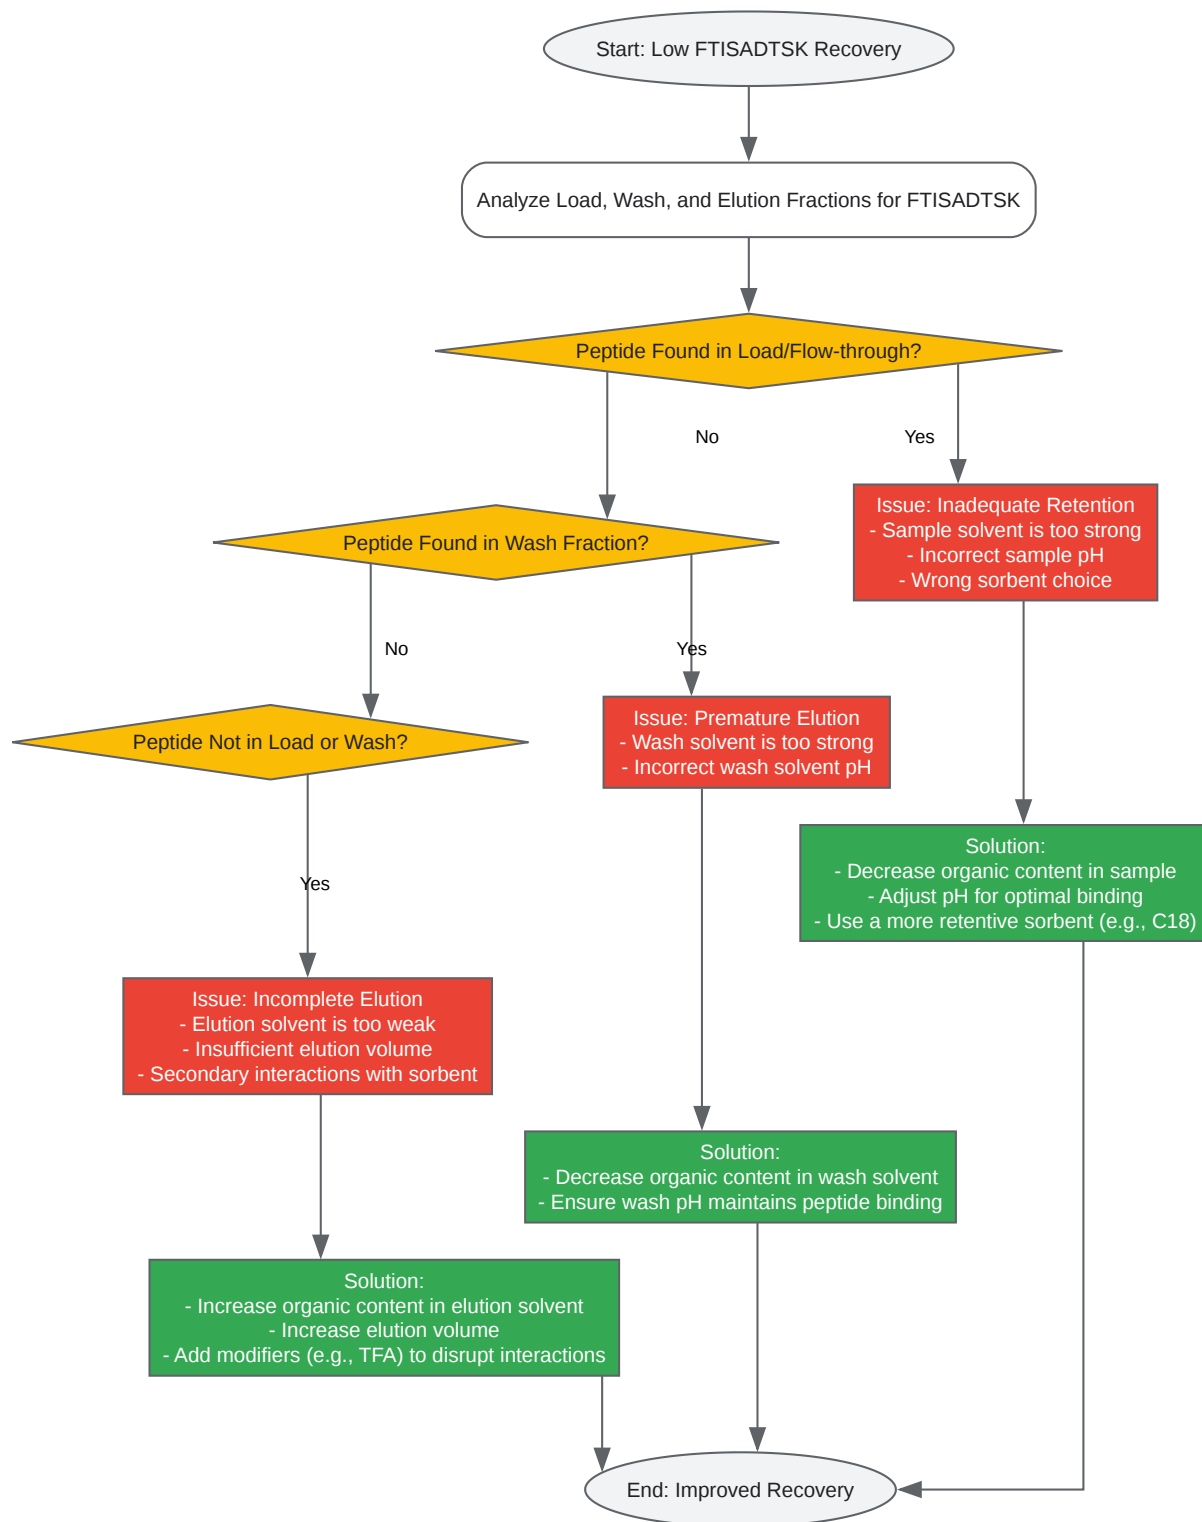 Start: Low FTISADTSK Recovery
Analyze Load, Wash, and Elution Fractions for FTISADTSK
Peptide Found in Load/Flow-through?
No
Yes
Issue: Inadequate Retention
- Sample solvent is too strong
- Incorrect sample pH
- Wrong sorbent choice
Peptide Found in Wash Fraction?
No
Yes
Issue: Premature Elution
- Wash solvent is too strong
- Incorrect wash solvent pH
Peptide Not in Load or Wash?
Solution:
- Decrease organic content in sample
- Adjust pH for optimal binding
- Use a more retentive sorbent (e.g., C18)
Yes
Issue: Incomplete Elution
- Elution solvent is too weak
- Insufficient elution volume
- Secondary interactions with sorbent
Solution:
- Decrease organic content in wash solvent
- Ensure wash pH maintains peptide binding
Solution:
- Increase organic content in elution solvent
- Increase elution volume
- Add modifiers (e.g., TFA) to disrupt interactions
End: Improved Recovery